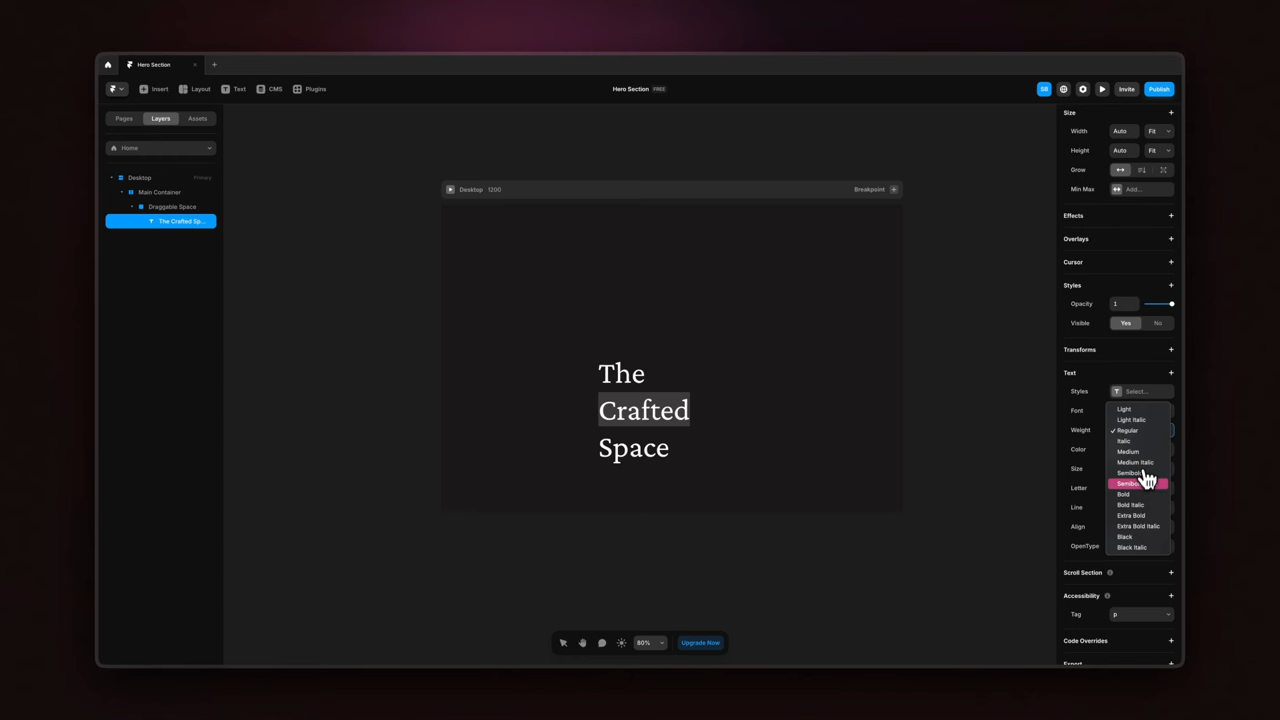 Hero Section
Insert
Layout
Text
CMS
Plugins
Hero Section FREE
SB
Invite
Publish
Pages
Layers
Assets
Home
Desktop
Primary
Main Container
Draggable Space
The Crafted Sp...
Desktop 1200
Breakpoint
The
Crafted
Space
80%
Upgrade Now
Size
Width Auto Fit
Height Auto Fit
Grow
Min Max Add...
Effects
Overlays
Cursor
Styles
Opacity 1
Visible Yes No
Transforms
Text
Styles Select...
Font
Weight
Color
Size
Letter
Line
Align
OpenType
Light
Light Italic
Regular
Italic
Medium
Medium Italic
Bold
Bold Italic
Extra Bold
Extra Bold Italic
Black
Black Italic
Scroll Section
Accessibility
Tag p
Code Overrides